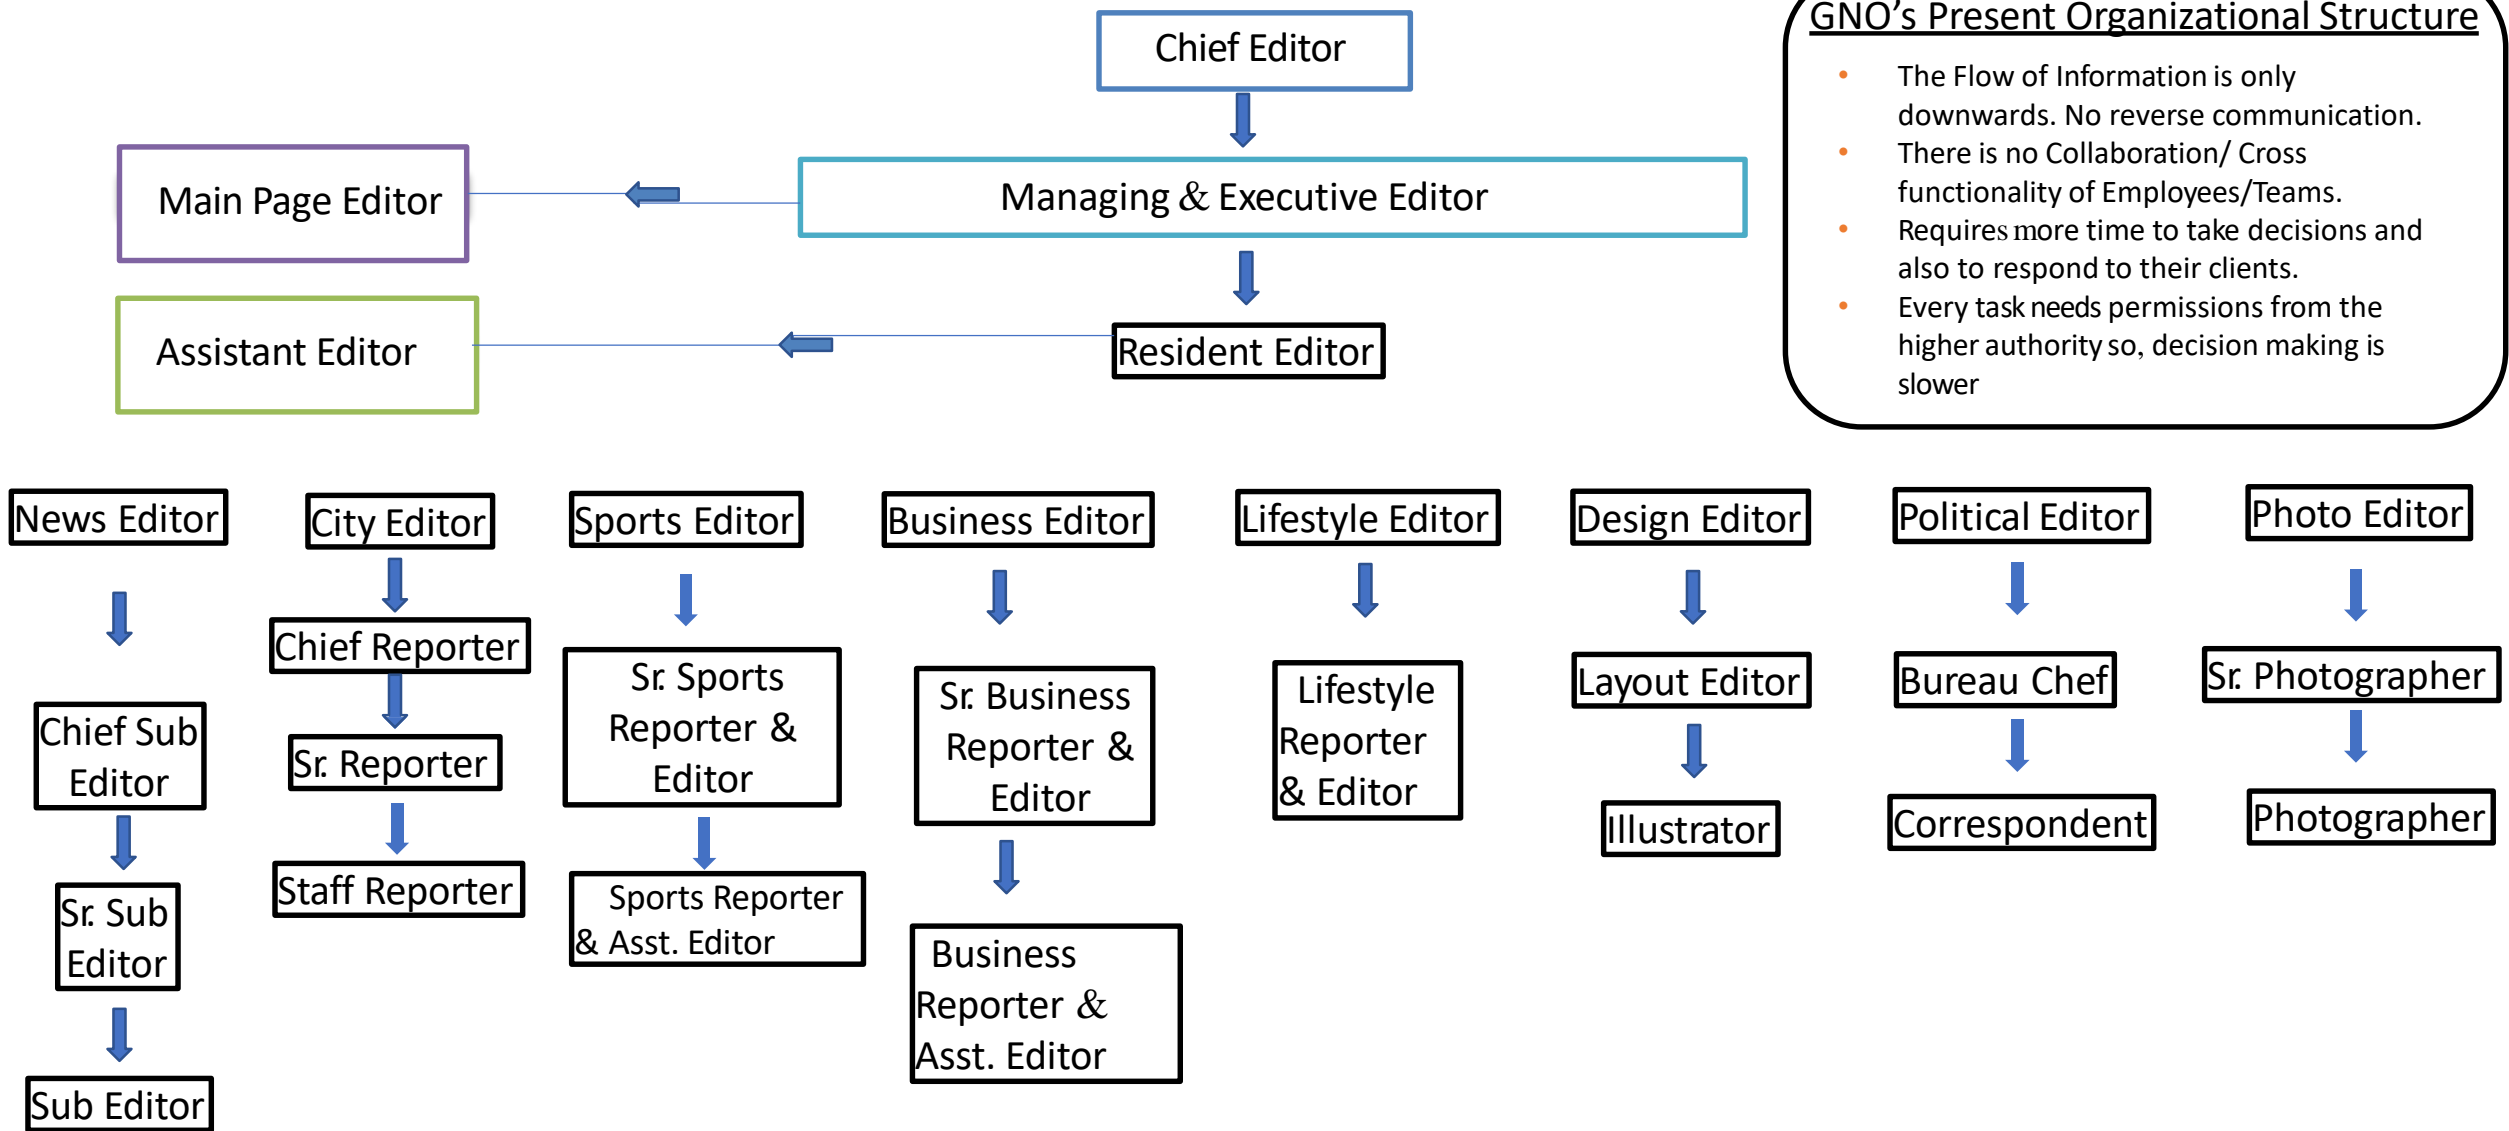 Chief Editor
GNO's Present Organizational Structure
• The Flow of Information is only
downwards. No reverse communication.
• There is no Collaboration/ Cross
functionality of Employees/Teams.
• Requires more time to take decisions and
also to respond to their clients.
• Every task needs permissions from the
higher authority so, decision making is
slower
Main Page Editor
Managing & Executive Editor
Assistant Editor
Resident Editor
News Editor
City Editor
Sports Editor
Business Editor
Lifestyle Editor
Design Editor
Political Editor
Photo Editor
Chief Sub
Editor
Sr. Sub
Editor
Sub Editor
Chief Reporter
Sr. Reporter
Staff Reporter
Sr. Sports
Reporter &
Editor
Sports Reporter
& Asst. Editor
Sr. Business
Reporter &
Editor
Business
Reporter &
Asst. Editor
Lifestyle
Reporter
& Editor
Layout Editor
Illustrator
Bureau Chef
Correspondent
Sr. Photographer
Photographer